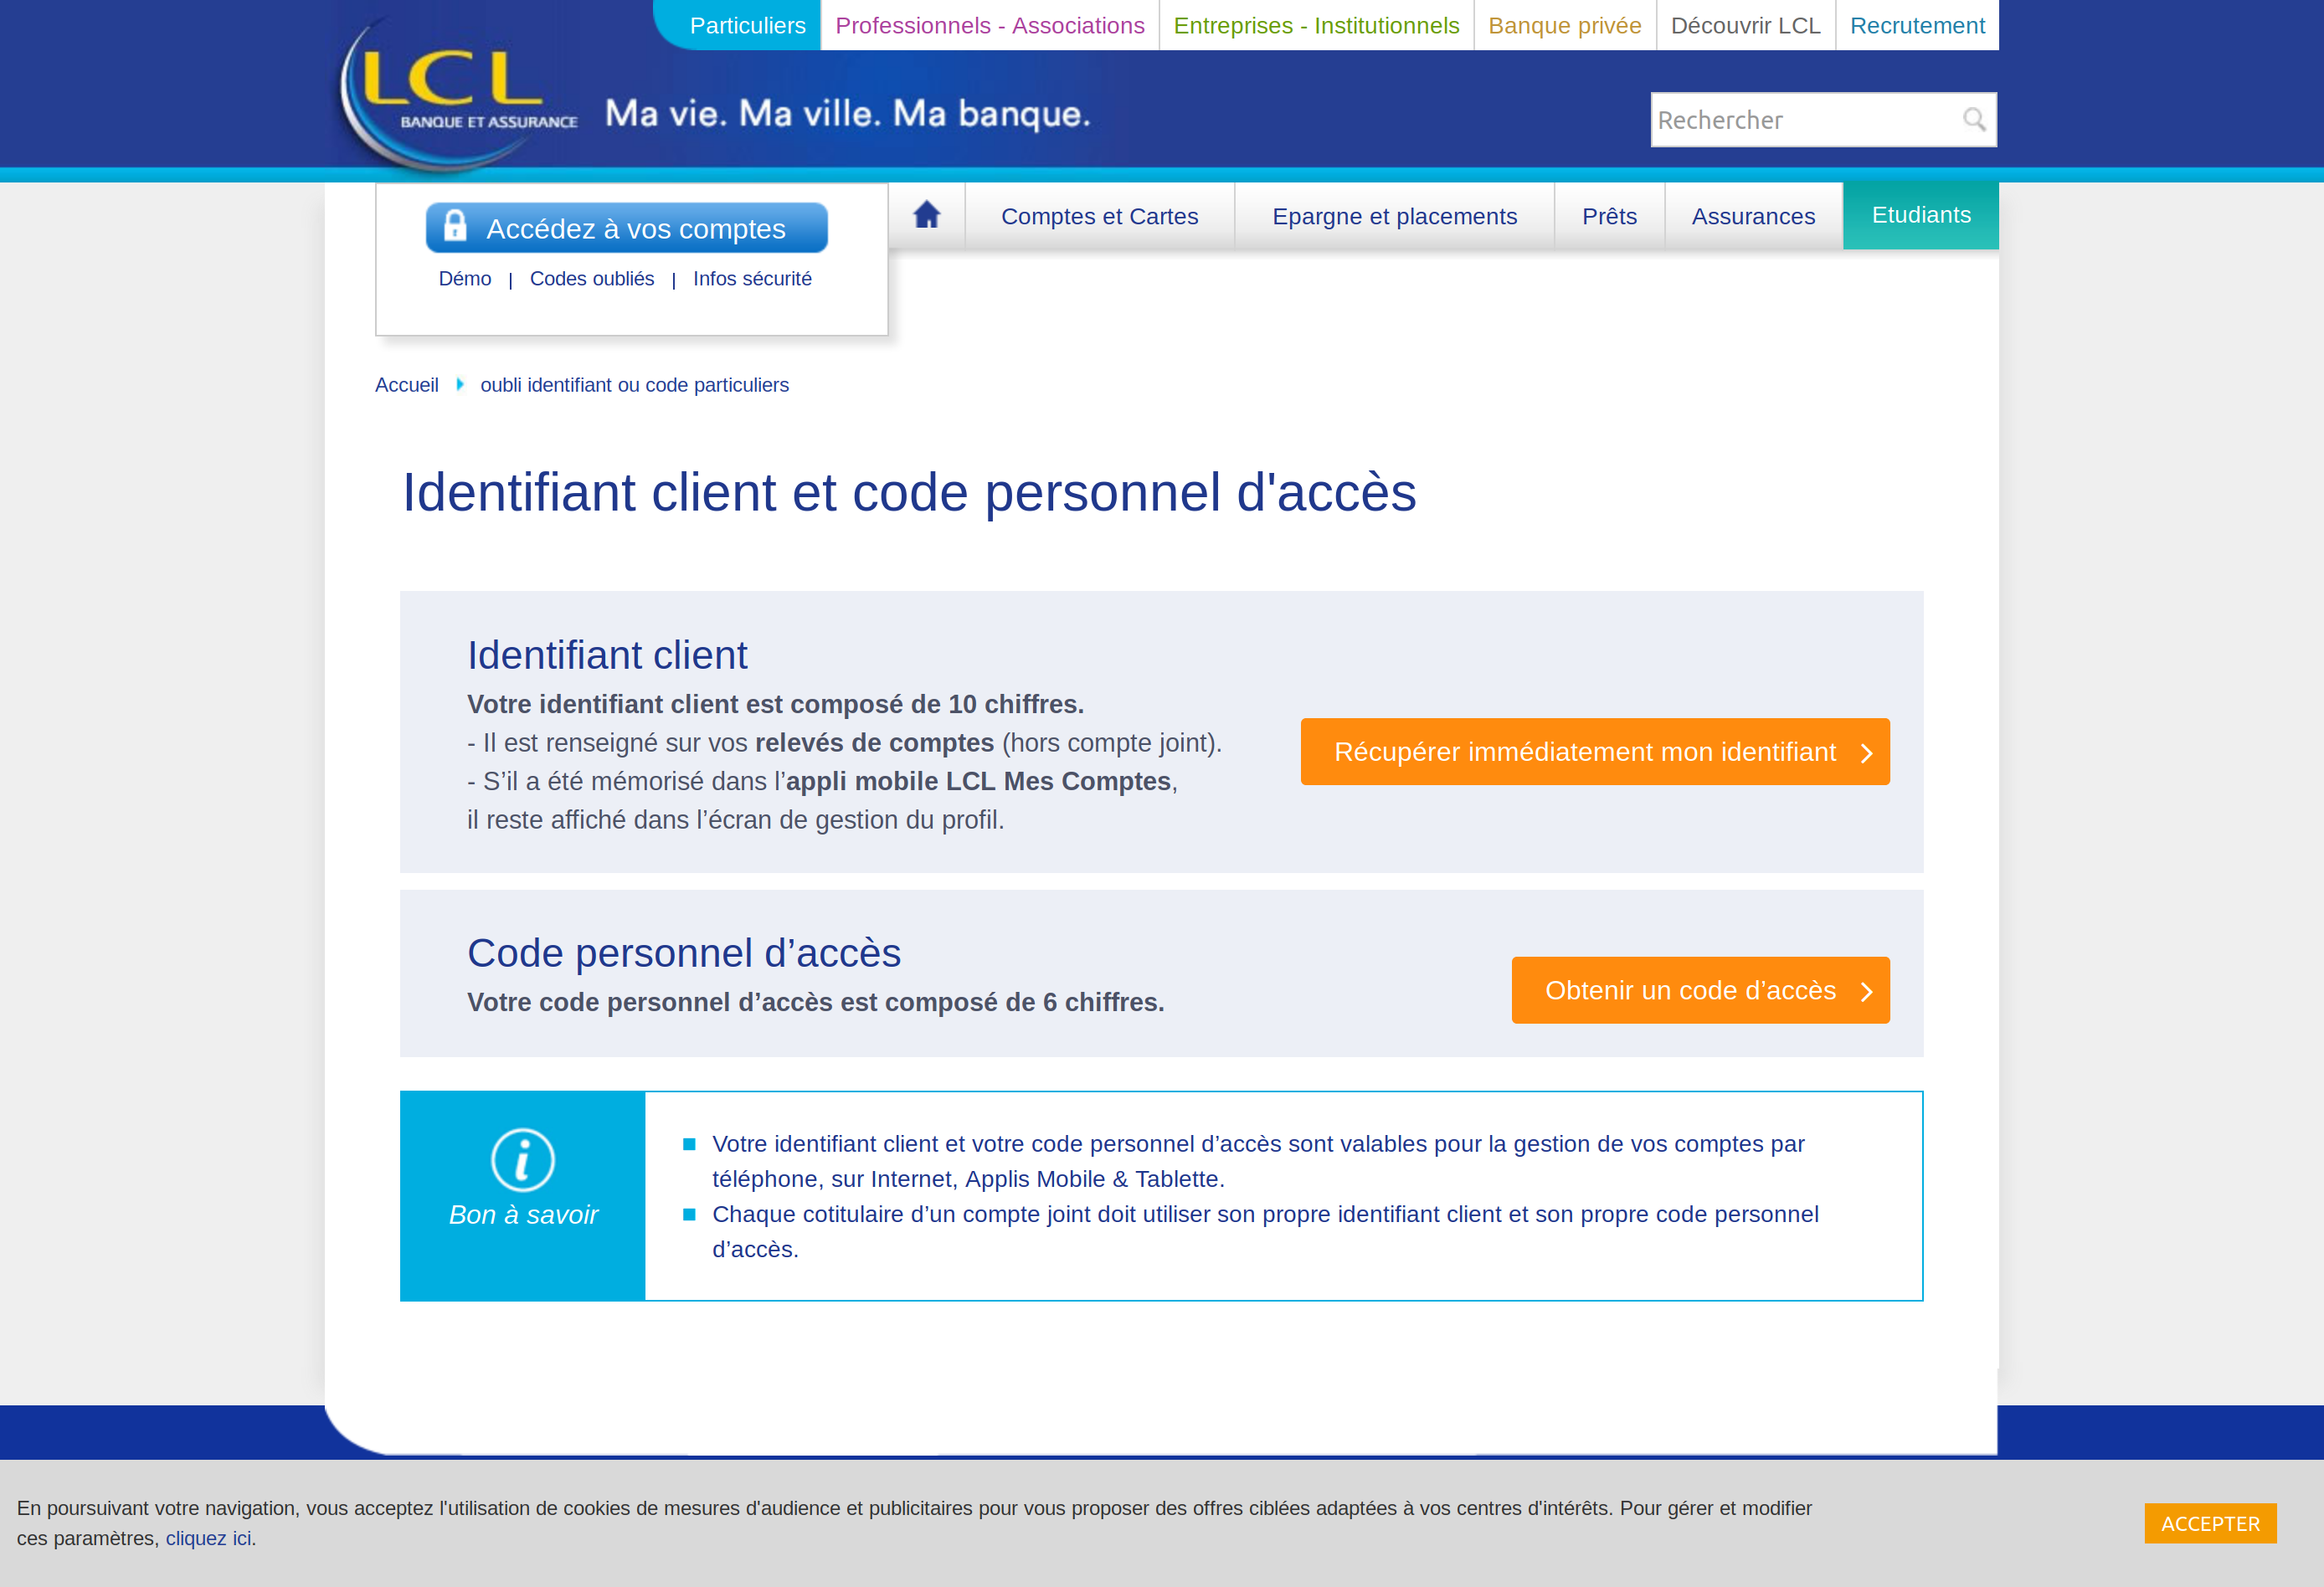 Particuliers
Professionnels - Associations
Entreprises - Institutionnels
Banque privée
Découvrir LCL
Recrutement
LCL
BANQUE ET ASSURANCE
Ma vie. Ma ville. Ma banque.
Rechercher
Accédez à vos comptes
Démo | Codes oubliés | Infos sécurité
Comptes et Cartes
Epargne et placements
Prêts
Assurances
Etudiants
Accueil
oubli identifiant ou code particuliers
Identifiant client et code personnel d'accès
Identifiant client
Votre identifiant client est composé de 10 chiffres.
- Il est renseigné sur vos relevés de comptes (hors compte joint).
- S’il a été mémorisé dans l’appli mobile LCL Mes Comptes,
il reste affiché dans l’écran de gestion du profil.
Récupérer immédiatement mon identifiant
Code personnel d’accès
Votre code personnel d’accès est composé de 6 chiffres.
Obtenir un code d’accès
i
Bon à savoir
Votre identifiant client et votre code personnel d’accès sont valables pour la gestion de vos comptes par
téléphone, sur Internet, Applis Mobile & Tablette.
Chaque cotitulaire d’un compte joint doit utiliser son propre identifiant client et son propre code personnel
d’accès.
En poursuivant votre navigation, vous acceptez l'utilisation de cookies de mesures d'audience et publicitaires pour vous proposer des offres ciblées adaptées à vos centres d'intérêts. Pour gérer et modifier
ces paramètres, cliquez ici.
ACCEPTER